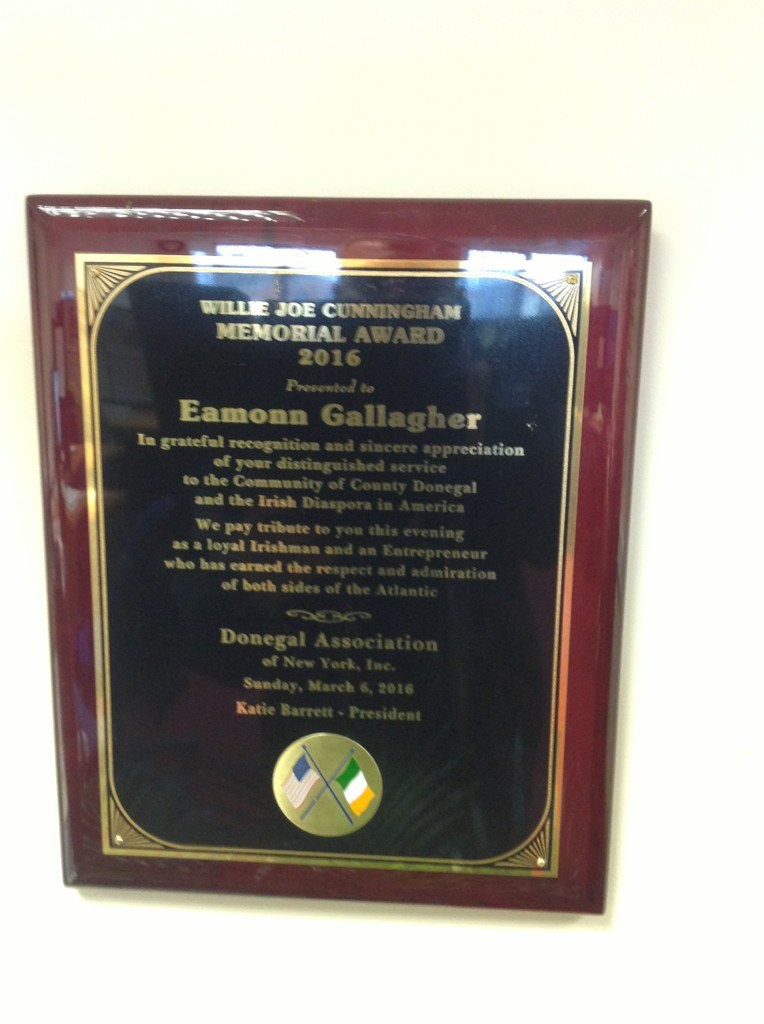 WILLIE JOE CUNNINGHAM
MEMORIAL AWARD
2016
Presented to
Eamonn Gallagher
In grateful recognition and sincere appreciation
of your distinguished service
to the Community of County Donegal
and the Irish Diaspora in America
We pay tribute to you this evening
as a loyal Irishman and an Entrepreneur
who has earned the respect and admiration
of both sides of the Atlantic
Donegal Association
of New York, Inc.
Sunday, March 6, 2016
Katie Barrett - President